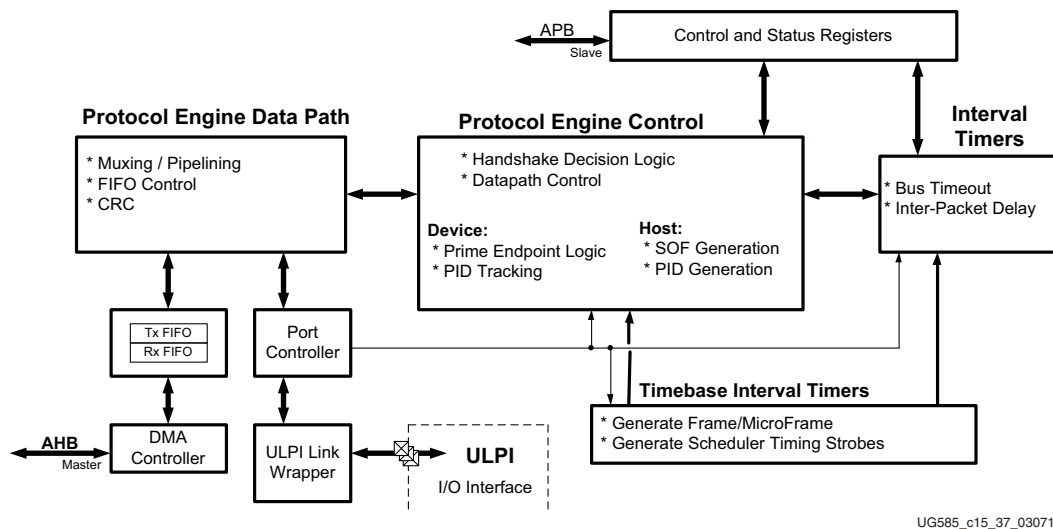 APB
Slave
Control and Status Registers
Protocol Engine Data Path
* Muxing / Pipelining
* FIFO Control
* CRC
Protocol Engine Control
* Handshake Decision Logic
* Datapath Control
Device:
* Prime Endpoint Logic
* PID Tracking
Host:
* SOF Generation
* PID Generation
Interval
Timers
* Bus Timeout
* Inter-Packet Delay
Tx FIFO
Rx FIFO
Port
Controller
Timebase Interval Timers
* Generate Frame/MicroFrame
* Generate Scheduler Timing Strobes
AHB
Master
DMA
Controller
ULPI Link
Wrapper
ULPI
I/O Interface
UG585_c15_37_03071